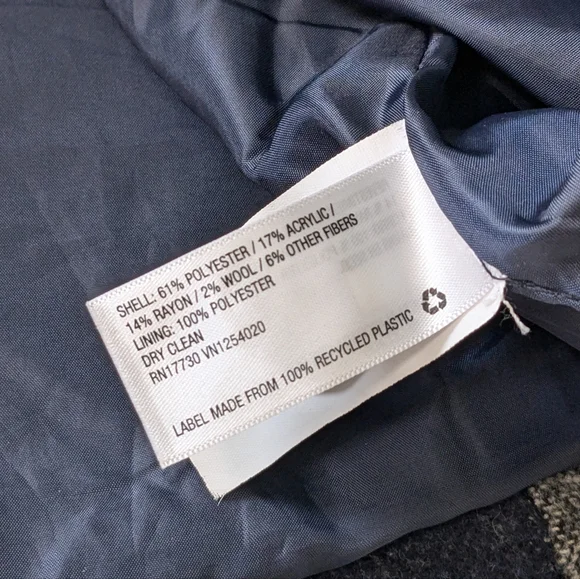 SHELL: 61% POLYESTER / 17% ACRYLIC /
14% RAYON / 2% WOOL / 6% OTHER FIBERS
LINING: 100% POLYESTER
DRY CLEAN
RN17730 VN1254020
LABEL MADE FROM 100% RECYCLED PLASTIC